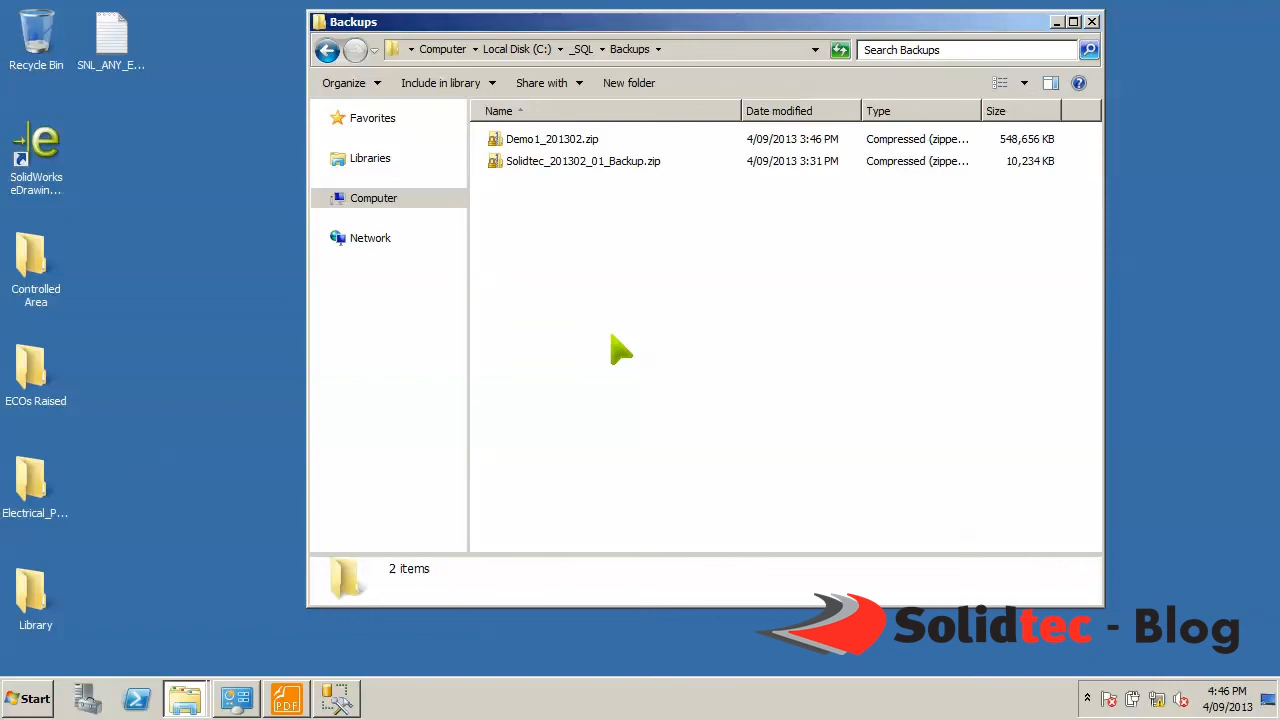 Recycle Bin
SNL_ANY_E...
SolidWorks
eDrawin...
Controlled
Area
ECOs Raised
Electrical_P...
Library
Backups
Computer
Local Disk (C:)
_SQL
Backups
Search Backups
Organize
Include in library
Share with
New folder
Favorites
Libraries
Computer
Network
Name
Date modified
Type
Size
Demo1_201302.zip
4/09/2013 3:46 PM
Compressed (zippe...
548,656 KB
Solidtec_201302_01_Backup.zip
4/09/2013 3:31 PM
Compressed (zippe...
10,234 KB
2 items
Solidtec - Blog
Start
PDF
4:46 PM
4/09/2013